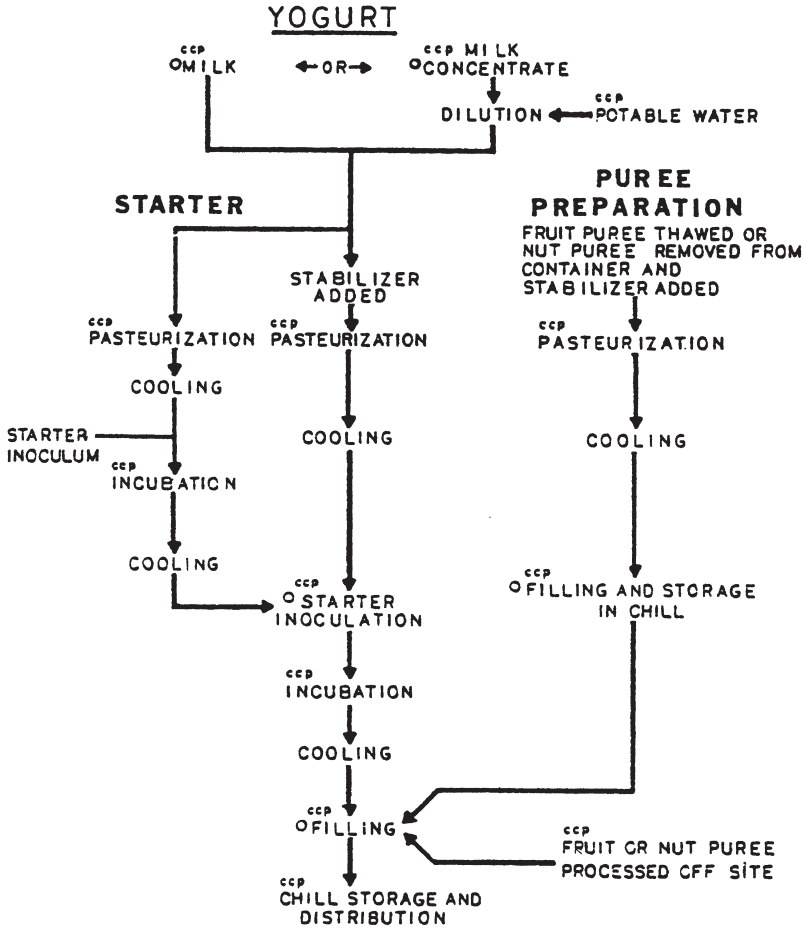 YOGURT
ccp
MILK
OR
ccp MILK
CONCENTRATE
DILUTION
ccp
POTABLE WATER
STARTER
PUREE
PREPARATION
FRUIT PUREE THAWED OR
NUT PUREE REMOVED FROM
CONTAINER AND
STABILIZER ADDED
STABILIZER
ADDED
ccp
PASTEURIZATION
ccp
PASTEURIZATION
ccp
PASTEURIZATION
COOLING
STARTER
INOCULUM
COOLING
COOLING
ccp
INCUBATION
COOLING
ccp
STARTER
INOCULATION
ccp
FILLING AND STORAGE
IN CHILL
ccp
INCUBATION
COOLING
ccp
FILLING
ccp
FRUIT OR NUT PUREE
PROCESSED OFF SITE
ccp
CHILL STORAGE AND
DISTRIBUTION